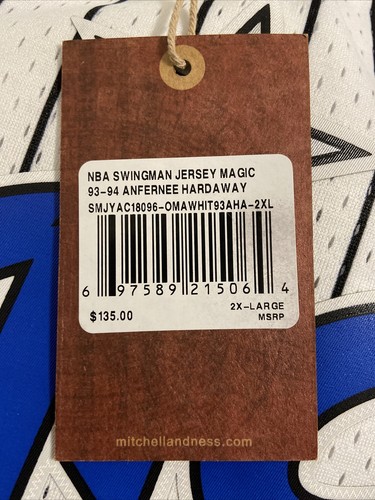 NBA SWINGMAN JERSEY MAGIC
93-94 ANFERNEE HARDAWAY
SMJYAC18096-OMAWHIT93AHA-2XL
6 97589 21506 4
$135.00 2X-LARGE
MSRP
mitchellandness.com